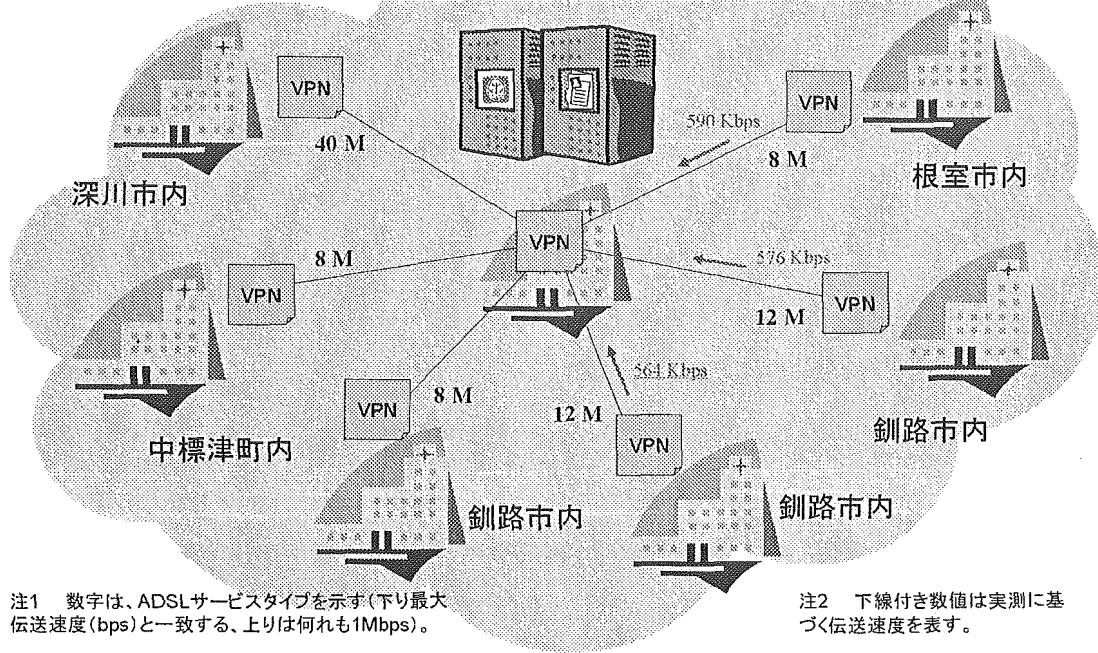 VPN
40 M
深川市内
VPN
590 Kbps
8 M
根室市内
VPN
8 M
VPN
576 Kbps
12 M
VPN
中標津町内
8 M
VPN
釧路市内
564 Kbps
12 M
VPN
釧路市内
釧路市内
注1 数字は、ADSLサービスタイプを示す(下り最大
伝送速度(bps)と一致する、上りは何れも1Mbps)。
注2 下線付き数値は実測に基
づく伝送速度を表す。